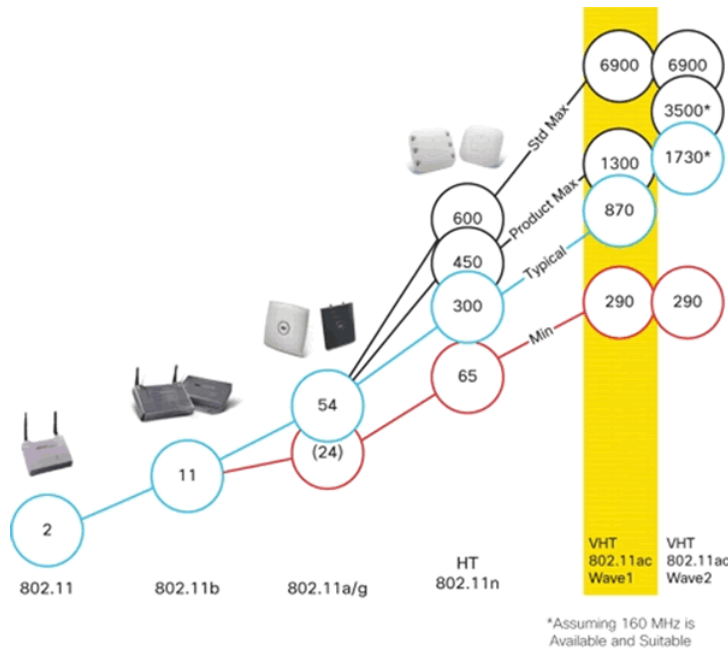 6900
6900
3500*
Std Max
1300
1730*
600
Product Max
870
450
Typical
300
290
290
Min
65
54
(24)
11
2
802.11
802.11b
802.11a/g
HT
802.11n
VHT
802.11ac
Wave1
VHT
802.11ac
Wave2
*Assuming 160 MHz is
Available and Suitable